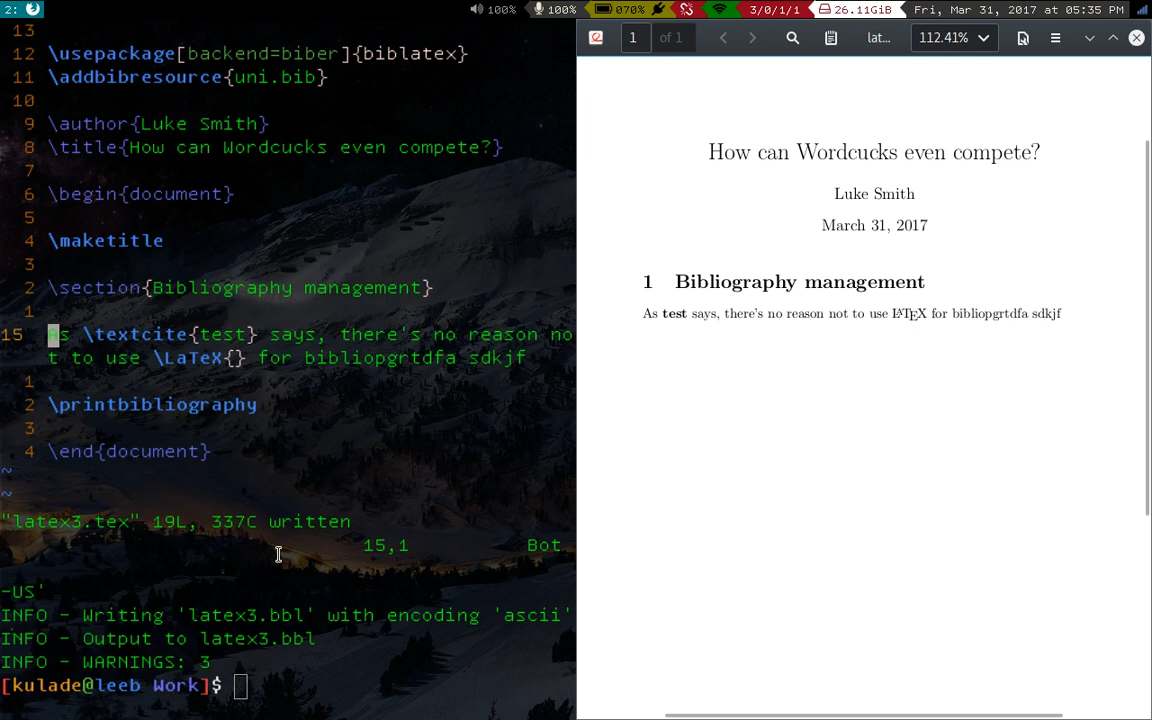 2:
100%
100%
070%
3/0/1/1
26.11GiB
Fri, Mar 31, 2017 at 05:35 PM
13
12 \usepackage[backend=biber]{biblatex}
11 \addbibresource{uni.bib}
10
9 \author{Luke Smith}
8 \title{How can Wordcucks even compete?}
7
6 \begin{document}
5
4 \maketitle
3
2 \section{Bibliography management}
1
15 As \textcite{test} says, there's no reason no
t to use \LaTeX{} for bibliopgrtdfa sdkjf
1
2 \printbibliography
3
4 \end{document}
~
~
"latex3.tex" 19L, 337C written
15,1 Bot
-US'
INFO - Writing 'latex3.bbl' with encoding 'ascii'
INFO - Output to latex3.bbl
INFO - WARNINGS: 3
[kulade@leeb Work]$
1 of 1
lat...
112.41%
How can Wordcucks even compete?
Luke Smith
March 31, 2017
1 Bibliography management
As test says, there's no reason not to use LATEX for bibliopgrtdfa sdkjf